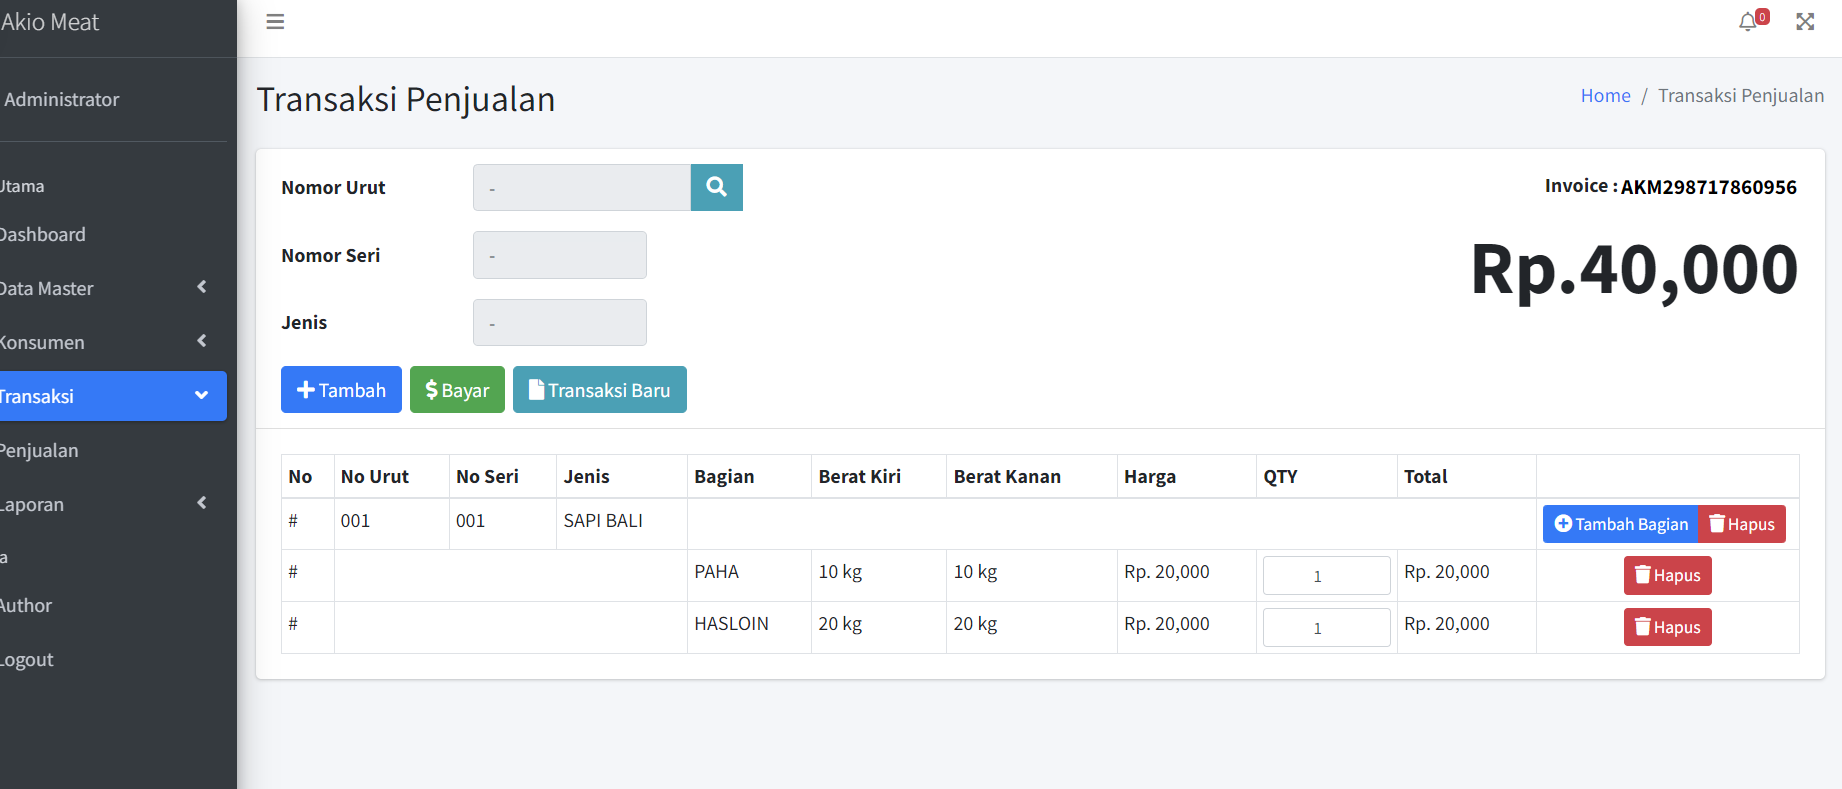 Akio Meat
0
Administrator
Transaksi Penjualan
Home / Transaksi Penjualan
Utama
Dashboard
Data Master
Konsumen
Transaksi
Penjualan
Laporan
a
Author
Logout
Nomor Urut -
Invoice : AKM298717860956
Nomor Seri -
Rp.40,000
Jenis -
Tambah Bayar Transaksi Baru
No No Urut No Seri Jenis Bagian Berat Kiri Berat Kanan Harga QTY Total
# 001 001 SAPI BALI Tambah Bagian Hapus
# PAHA 10 kg 10 kg Rp. 20,000 1 Rp. 20,000 Hapus
# HASLOIN 20 kg 20 kg Rp. 20,000 1 Rp. 20,000 Hapus